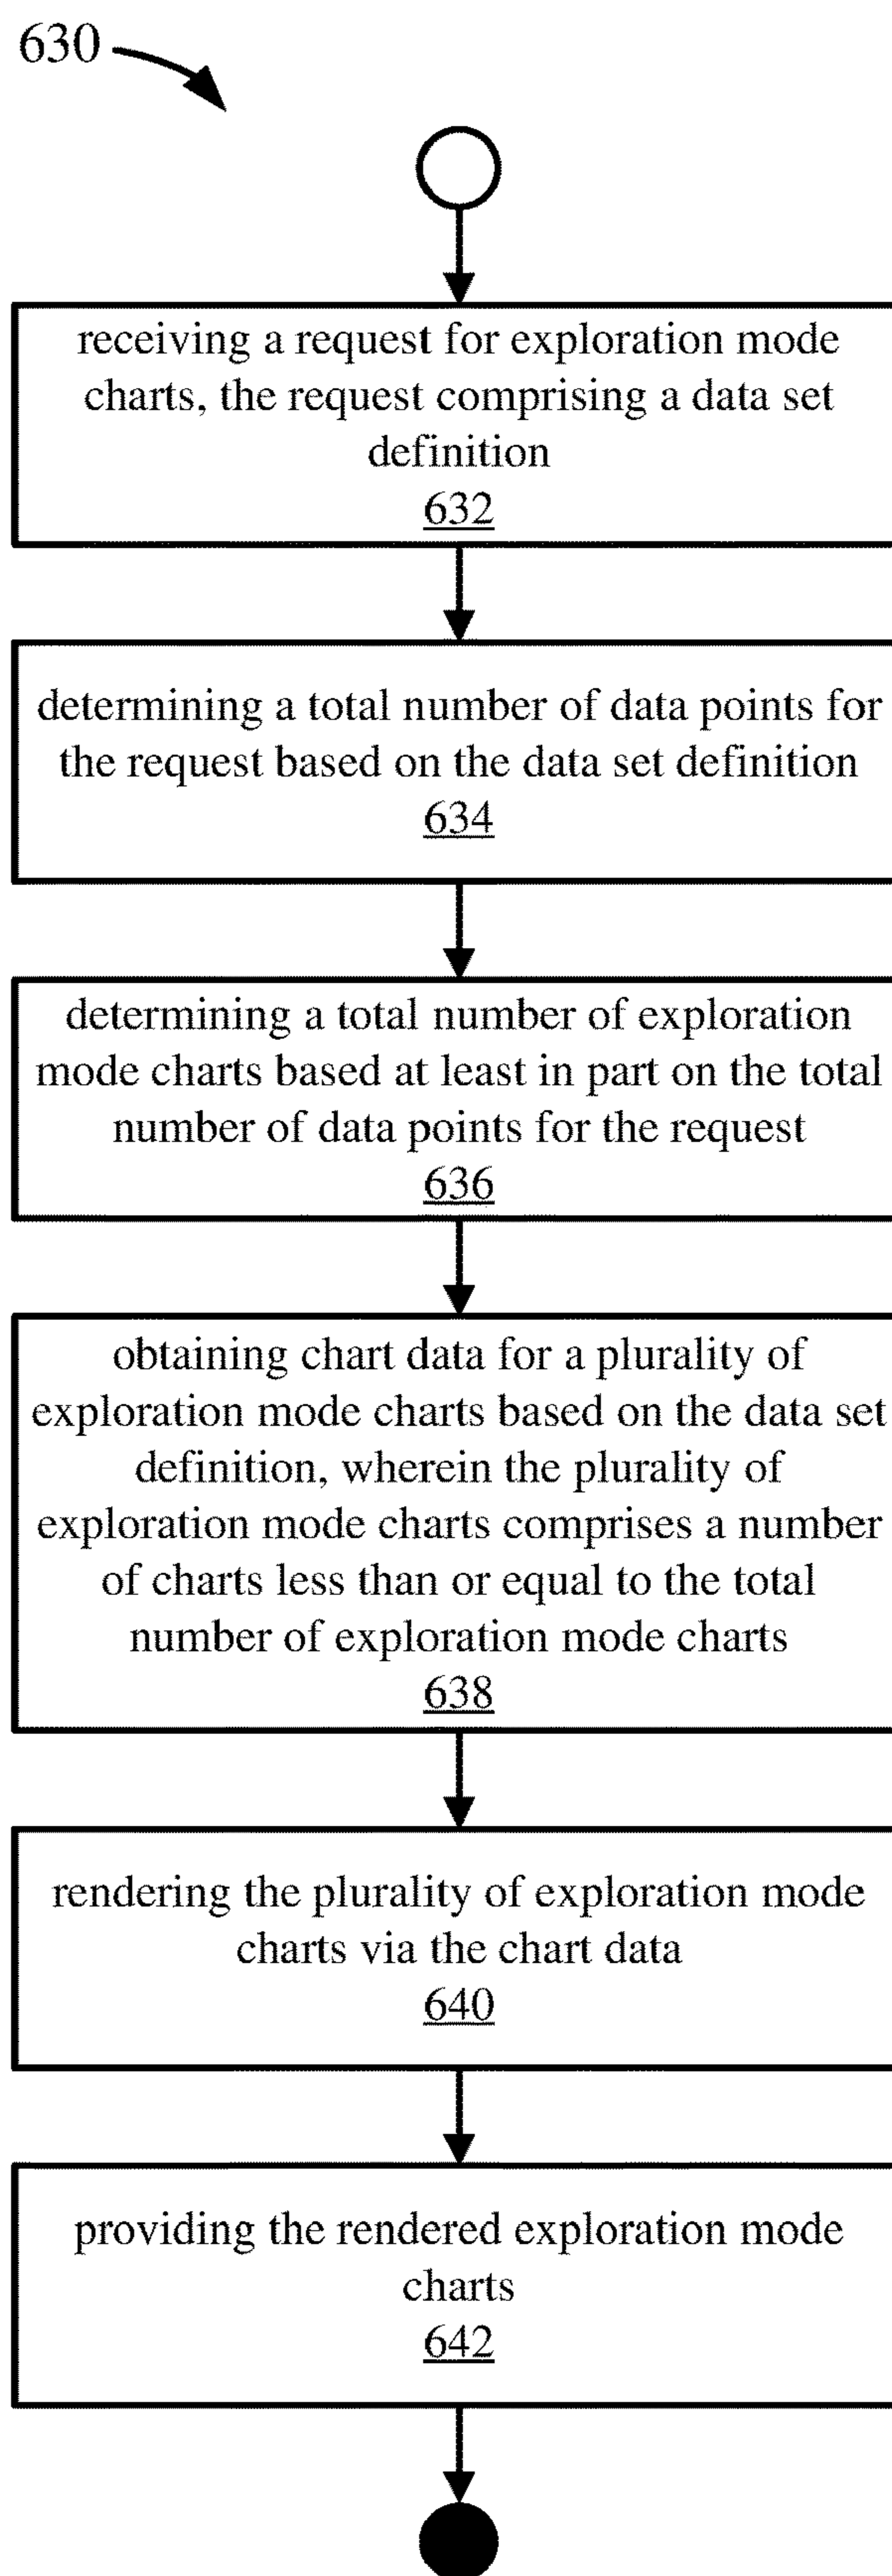 630
receiving a request for exploration mode
charts, the request comprising a data set
definition
632
determining a total number of data points for
the request based on the data set definition
634
determining a total number of exploration
mode charts based at least in part on the total
number of data points for the request
636
obtaining chart data for a plurality of
exploration mode charts based on the data set
definition, wherein the plurality of
exploration mode charts comprises a number
of charts less than or equal to the total
number of exploration mode charts
638
rendering the plurality of exploration mode
charts via the chart data
640
providing the rendered exploration mode
charts
642